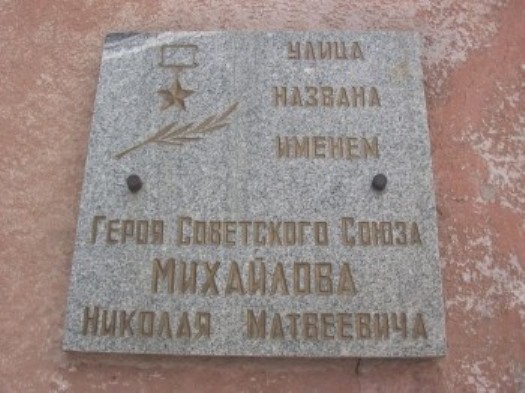 УЛИЦА
НАЗВАНА
ИМЕНЕМ
ГЕРОЯ СОВЕТСКОГО СОЮЗА
МИХАЙЛОВА
НИКОЛАЯ МАТВЕЕВИЧА